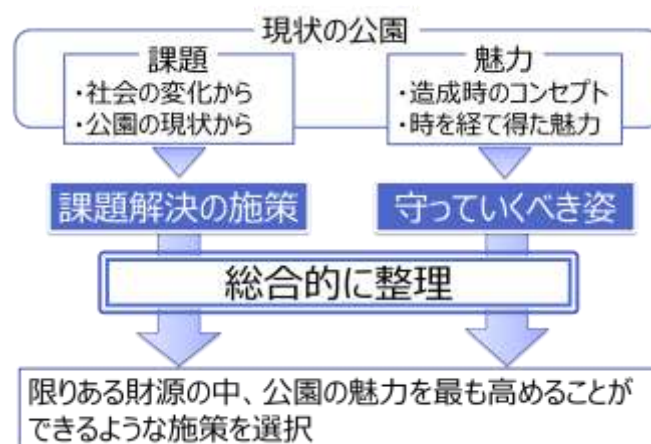 現状の公園
課題
・社会の変化から
・公園の現状から
魅力
・造成時のコンセプト
・時を経て得た魅力
課題解決の施策
守っていくべき姿
総合的に整理
限りある財源の中、公園の魅力を最も高めることが
できるような施策を選択